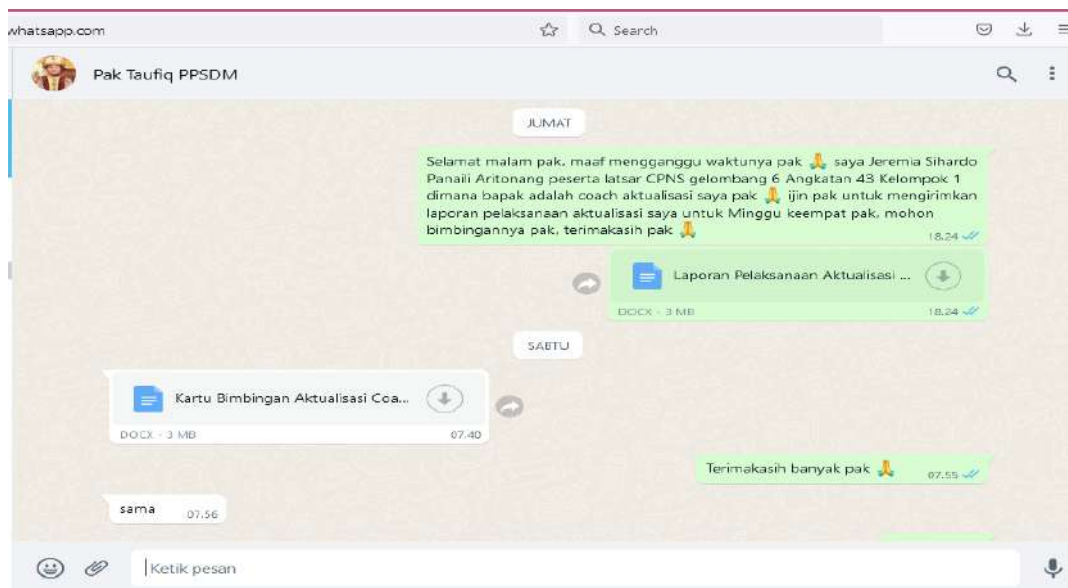 whatsapp.com
Search
Pak Taufiq PPSDM
JUMAT
Selamat malam pak, maaf mengganggu waktunya pak 🙏 saya Jeremia Sihardo
Panaili Aritonang peserta latsar CPNS gelombang 6 Angkatan 43 Kelompok 1
dimana bapak adalah coach aktualisasi saya pak 🙏 ijin pak untuk mengirimkan
laporan pelaksanaan aktualisasi saya untuk Minggu keempat pak, mohon
bimbingannya pak, terimakasih pak 🙏
18.24
Laporan Pelaksanaan Aktualisasi ...
DOCX - 3 MB 18.24
SABTU
Kartu Bimbingan Aktualisasi Coa...
DOCX - 3 MB 07.40
Terimakasih banyak pak 🙏 07.55
sama 07.56
Ketik pesan